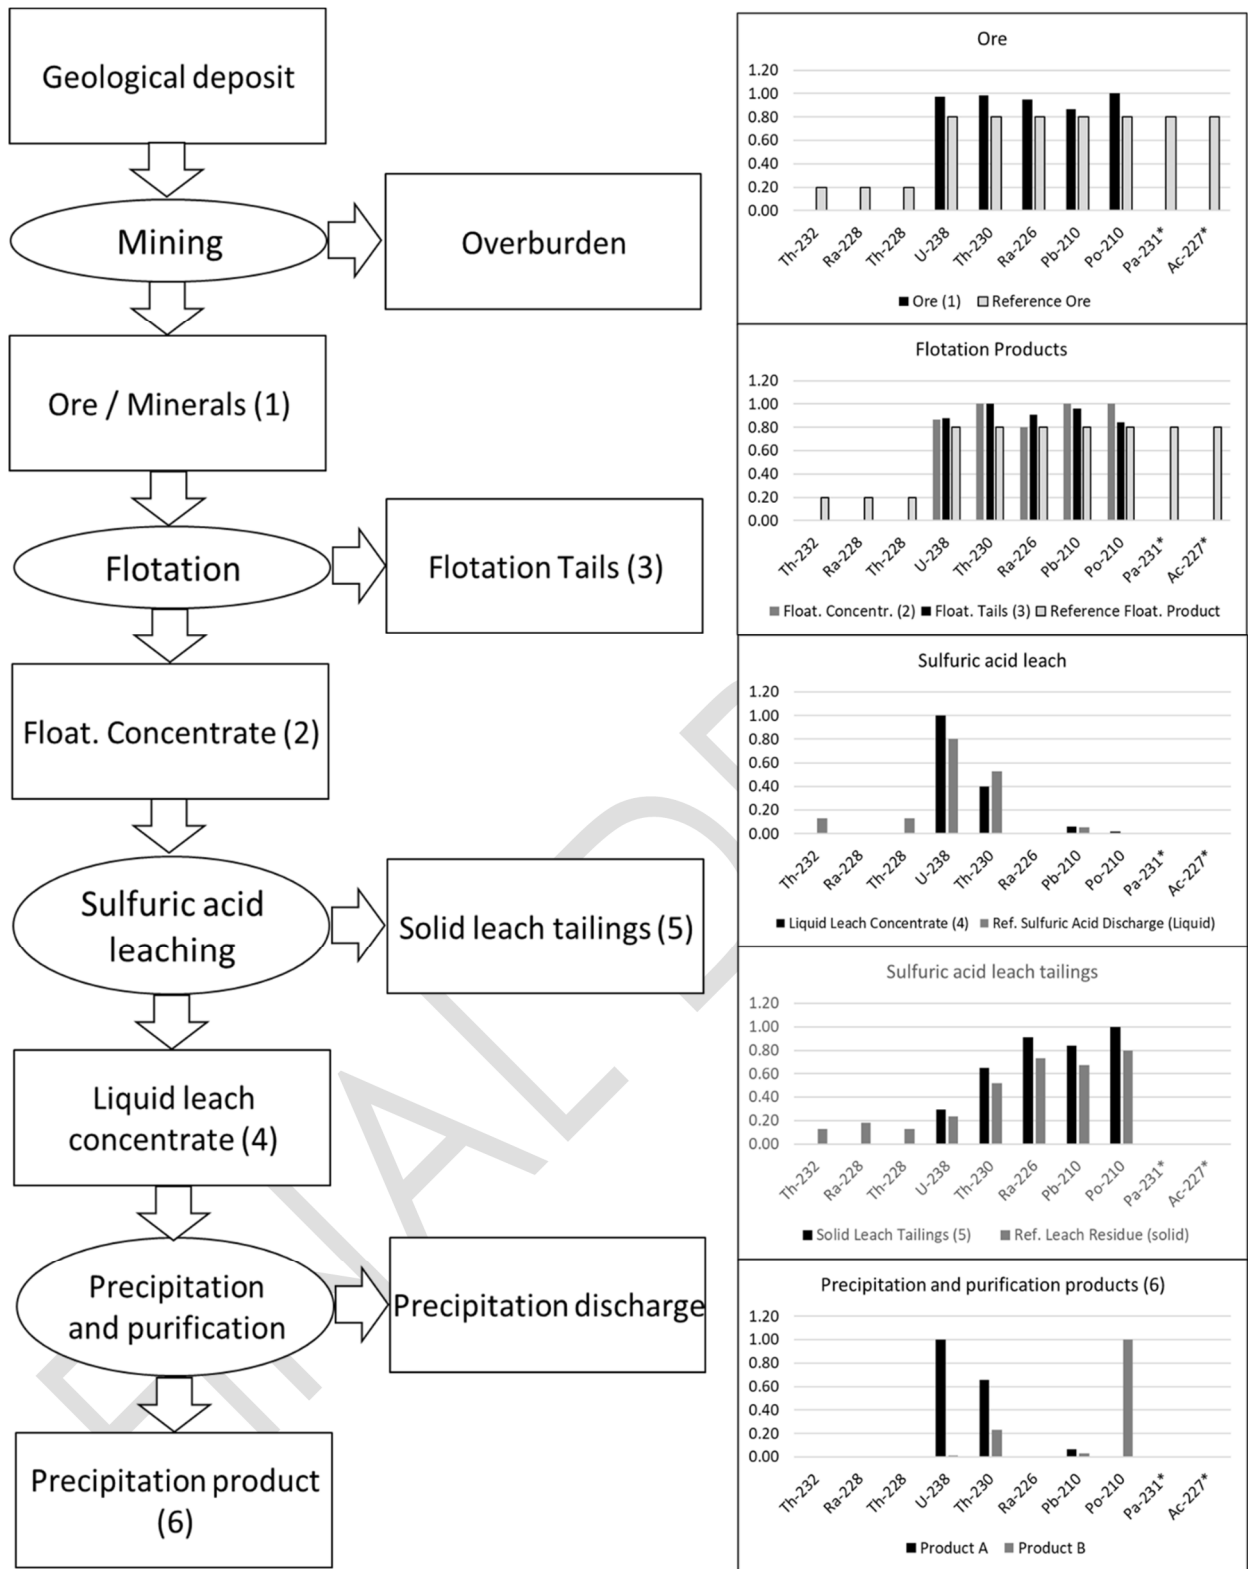 Geological deposit
Mining
Overburden
Ore / Minerals (1)
Flotation
Flotation Tails (3)
Float. Concentrate (2)
Sulfuric acid
leaching
Solid leach tailings (5)
Liquid leach
concentrate (4)
Precipitation
and purification
Precipitation discharge
Precipitation product
(6)
Ore
1.20
1.00
0.80
0.60
0.40
0.20
0.00
Th-232
Ra-228
Th-228
U-238
Th-230
Ra-226
Pb-210
Po-210
Pa-231*
Ac-227*
Ore (1) Reference Ore
Flotation Products
1.20
1.00
0.80
0.60
0.40
0.20
0.00
Th-232
Ra-228
Th-228
U-238
Th-230
Ra-226
Pb-210
Po-210
Pa-231*
Ac-227*
Float. Concentr. (2) Float. Tails (3) Reference Float. Product
Sulfuric acid leach
1.20
1.00
0.80
0.60
0.40
0.20
0.00
Th-232
Ra-228
Th-228
U-238
Th-230
Ra-226
Pb-210
Po-210
Pa-231*
Ac-227*
Liquid Leach Concentrate (4) Ref. Sulfuric Acid Discharge (Liquid)
Sulfuric acid leach tailings
1.20
1.00
0.80
0.60
0.40
0.20
0.00
Th-232
Ra-228
Th-228
U-238
Th-230
Ra-226
Pb-210
Po-210
Pa-231*
Ac-227*
Solid Leach Tailings (5) Ref. Leach Residue (solid)
Precipitation and purification products (6)
1.20
1.00
0.80
0.60
0.40
0.20
0.00
Th-232
Ra-228
Th-228
U-238
Th-230
Ra-226
Pb-210
Po-210
Pa-231*
Ac-227*
Product A Product B